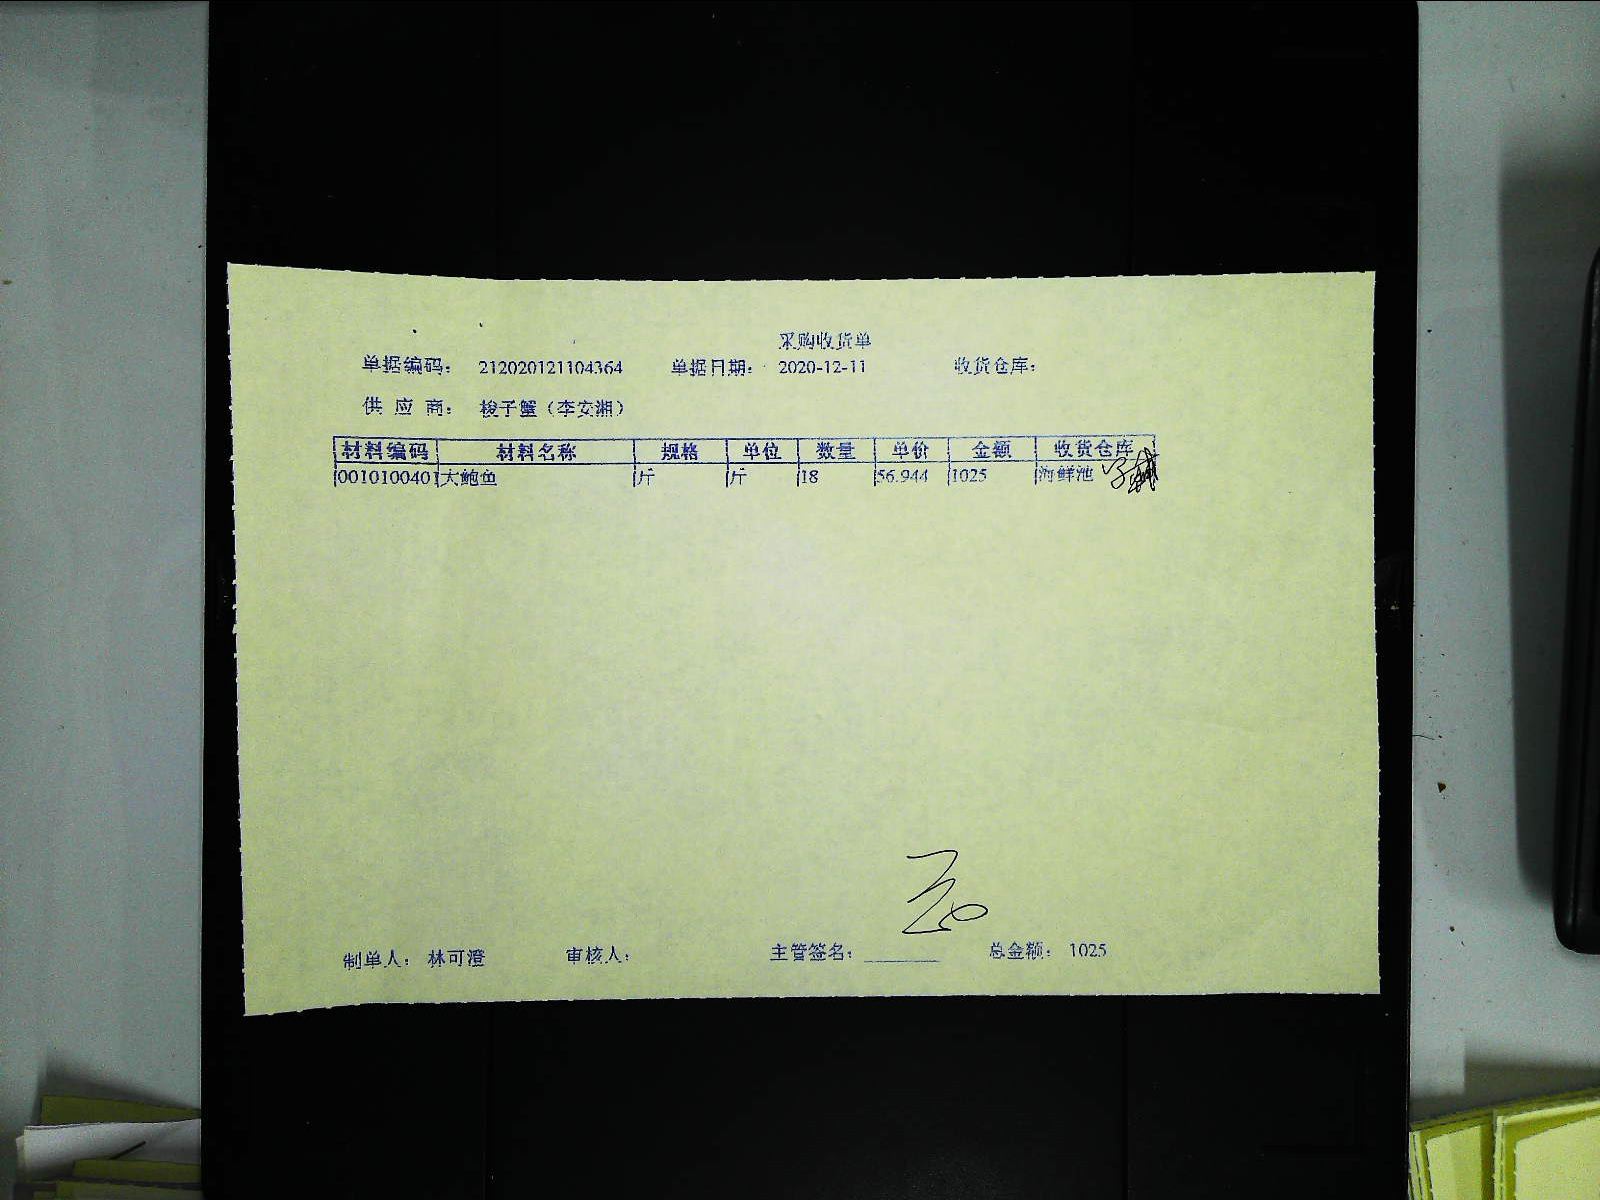 采购收货单
单据编码： 212020121104364 单据日期： 2020-12-11 收货仓库：
供 应 商： 梭子蟹（李安湘）
材料编码 材料名称 规格 单位 数量 单价 金额 收货仓库
0010100401 大鲍鱼 斤 斤 18 56.944 1025 海鲜池
制单人： 林可澄 审核人： 主管签名：________ 总金额： 1025